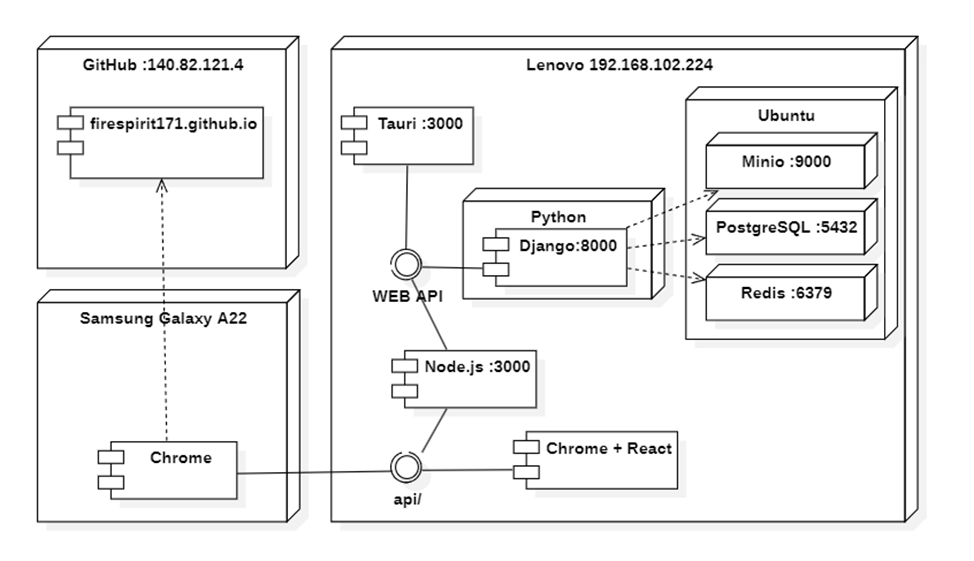 GitHub :140.82.121.4
firespirit171.github.io
Samsung Galaxy A22
Chrome
Lenovo 192.168.102.224
Tauri :3000
Python
Django:8000
WEB API
Ubuntu
Minio :9000
PostgreSQL :5432
Redis :6379
Node.js :3000
Chrome + React
api/